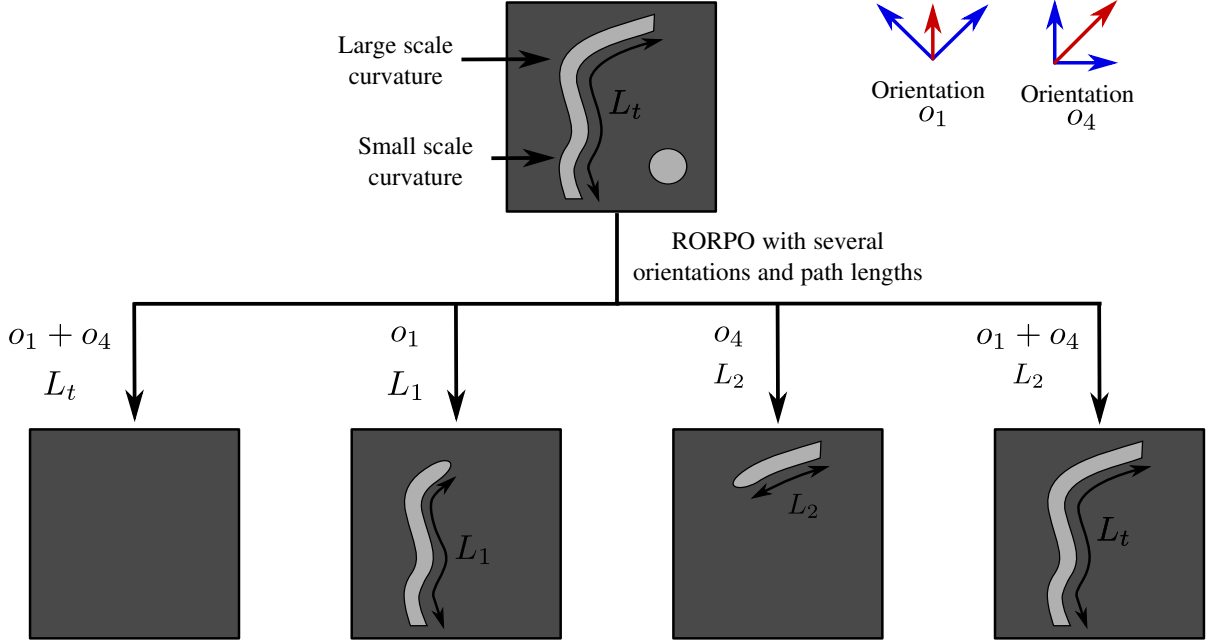 Large scale
curvature
Small scale
curvature
L_t
Orientation
o_1
Orientation
o_4
RORPO with several
orientations and path lengths
o_1 + o_4
L_t
o_1
L_1
o_4
L_2
o_1 + o_4
L_2
L_1
L_2
L_t